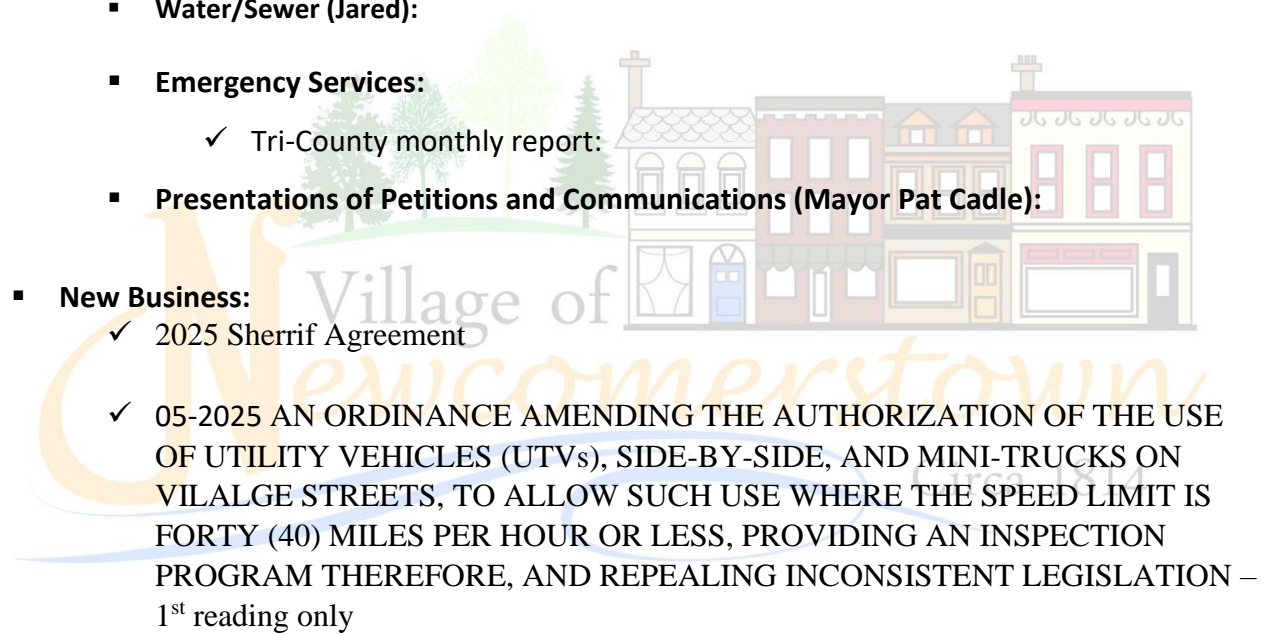 ▪ Water/Sewer (Jared):
▪ Emergency Services:
✓ Tri-County monthly report:
▪ Presentations of Petitions and Communications (Mayor Pat Cadle):
▪ New Business:
Village of
✓ 2025 Sherrif Agreement
Newcomerstown
✓ 05-2025 AN ORDINANCE AMENDING THE AUTHORIZATION OF THE USE
OF UTILITY VEHICLES (UTVs), SIDE-BY-SIDE, AND MINI-TRUCKS ON
Circa 1814
VILALGE STREETS, TO ALLOW SUCH USE WHERE THE SPEED LIMIT IS
FORTY (40) MILES PER HOUR OR LESS, PROVIDING AN INSPECTION
PROGRAM THEREFORE, AND REPEALING INCONSISTENT LEGISLATION –
1st reading only